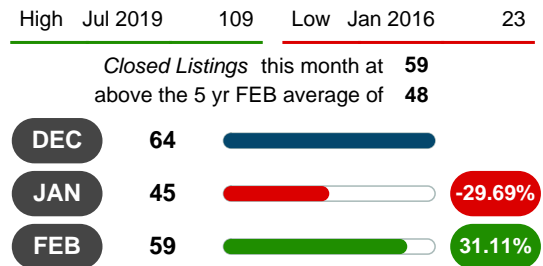 High Jul 2019 109 Low Jan 2016 23
Closed Listings this month at 59
above the 5 yr FEB average of 48
DEC 64
JAN 45 -29.69%
FEB 59 31.11%